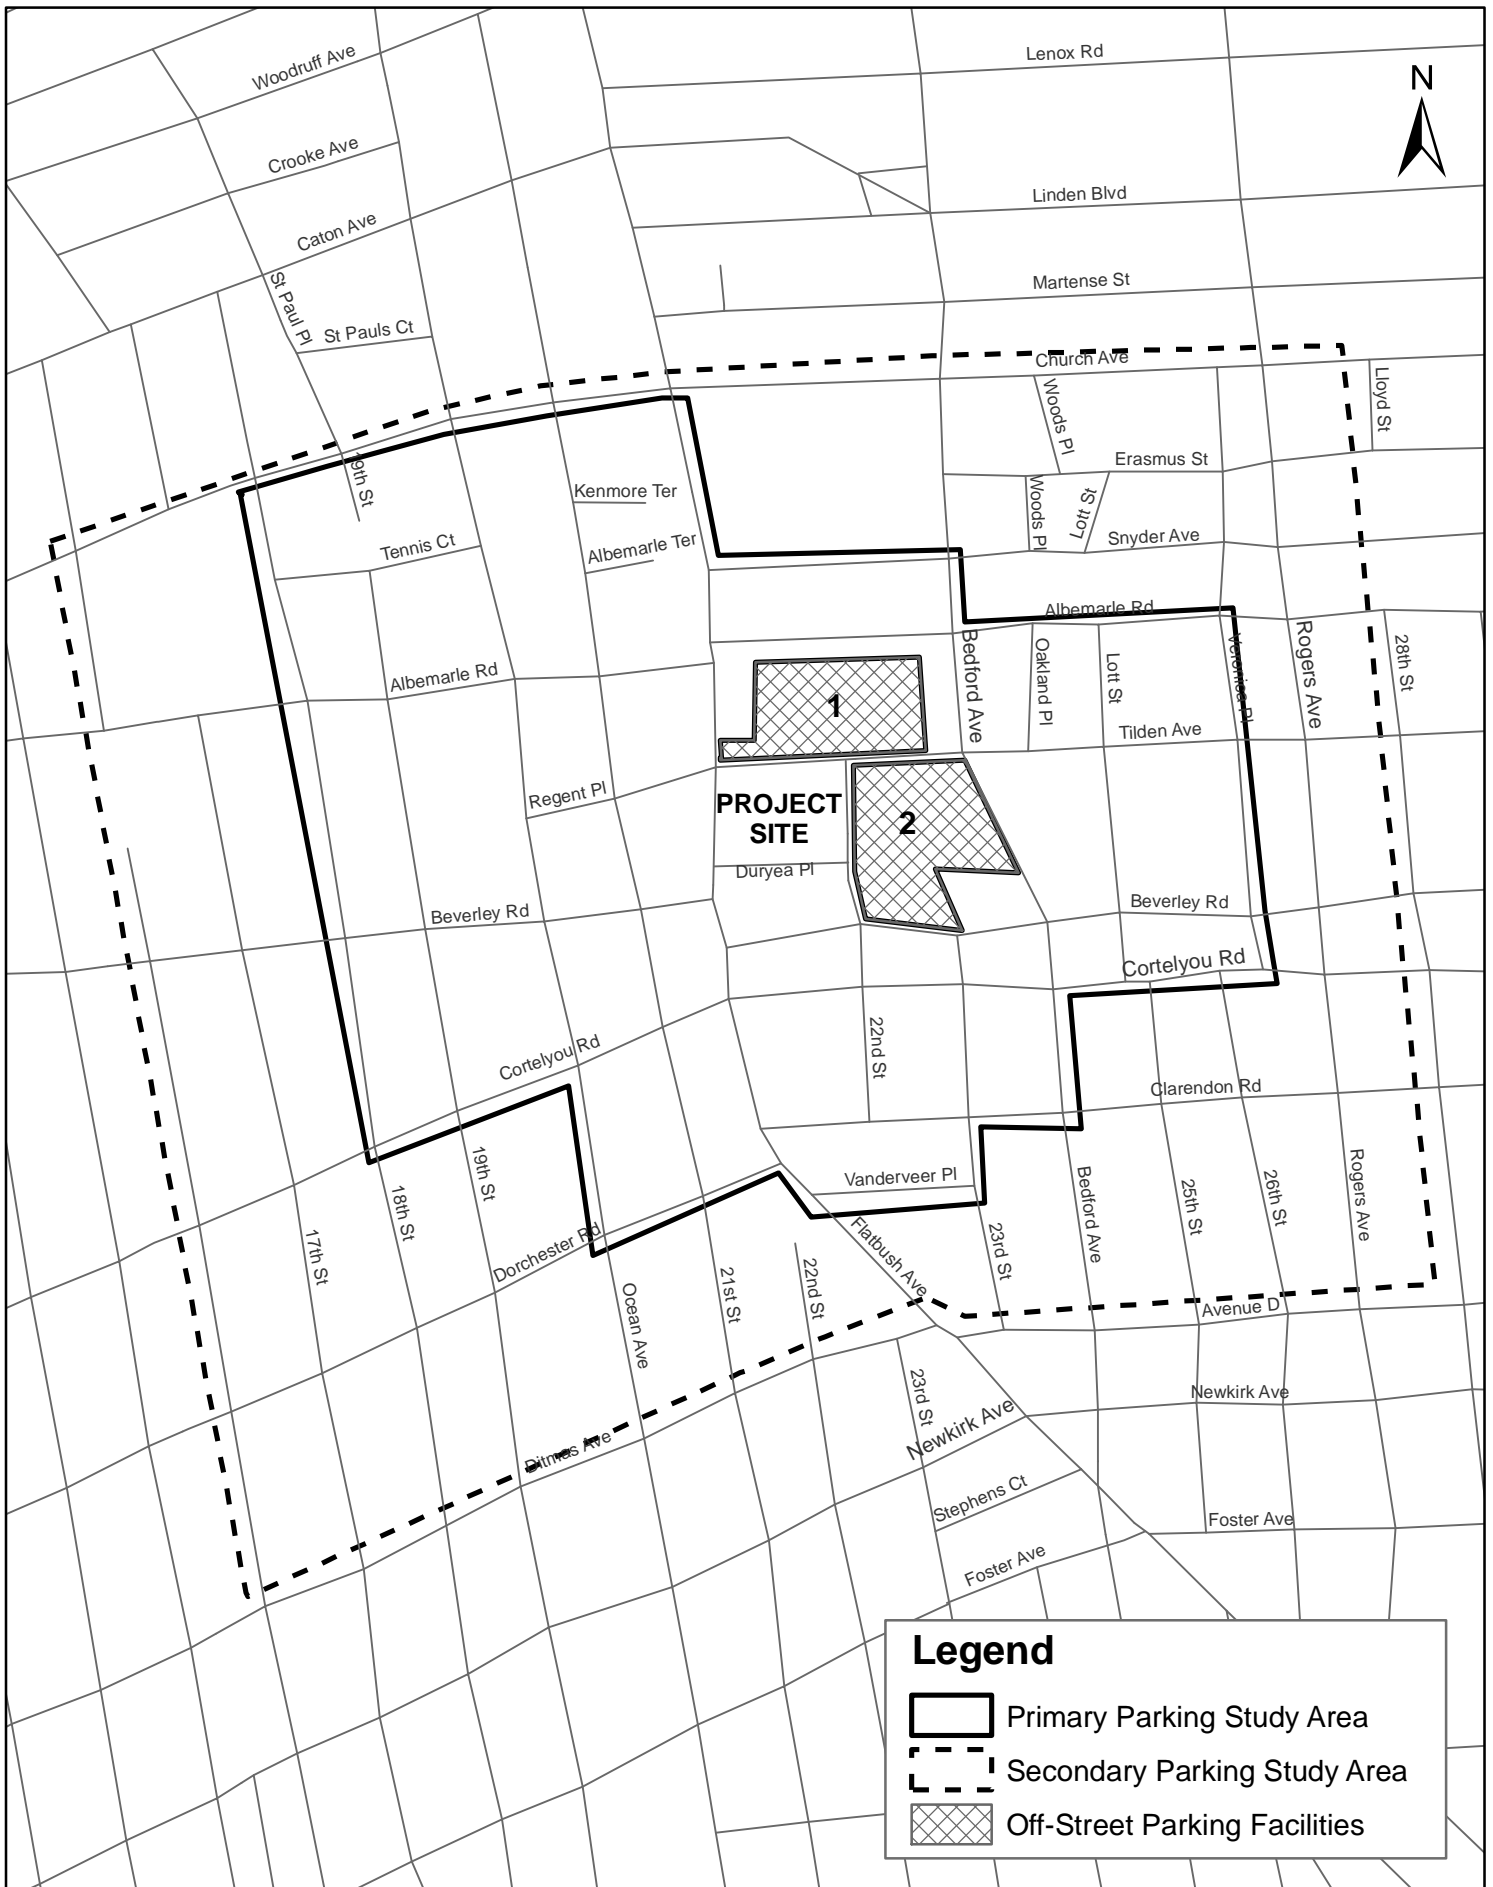 Lenox Rd
Woodruff Ave
N
Crooke Ave
Linden Blvd
Caton Ave
Martense St
St Paul Pl
St Pauls Ct
Church Ave
Lloyd St
Woods Pl
Erasmus St
19th St
Kenmore Ter
Woods Pl
Lott St
Snyder Ave
Tennis Ct
Albemarle Ter
Albemarle Rd
Bedford Ave
Oakland Pl
Lott St
Veronica Pl
Rogers Ave
28th St
Albemarle Rd
1
Tilden Ave
Regent Pl
PROJECT
SITE
2
Duryea Pl
Beverley Rd
Beverley Rd
Cortelyou Rd
22nd St
Cortelyou Rd
Clarendon Rd
19th St
18th St
17th St
Vanderveer Pl
Bedford Ave
25th St
26th St
Rogers Ave
Dorchester Rd
Flatbush Ave
23rd St
Ocean Ave
21st St
22nd St
Avenue D
23rd St
Newkirk Ave
Newkirk Ave
Ditmas Ave
Stephens Ct
Foster Ave
Foster Ave
Legend
Primary Parking Study Area
Secondary Parking Study Area
Off-Street Parking Facilities